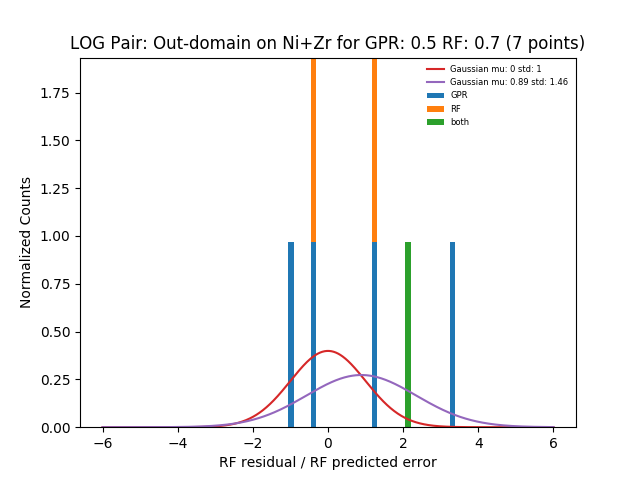 LOG Pair: Out-domain on Ni+Zr for GPR: 0.5 RF: 0.7 (7 points)
Gaussian mu: 0 std: 1
Gaussian mu: 0.89 std: 1.46
GPR
RF
both
Normalized Counts
1.75
1.50
1.25
1.00
0.75
0.50
0.25
0.00
−6 −4 −2 0 2 4 6
RF residual / RF predicted error